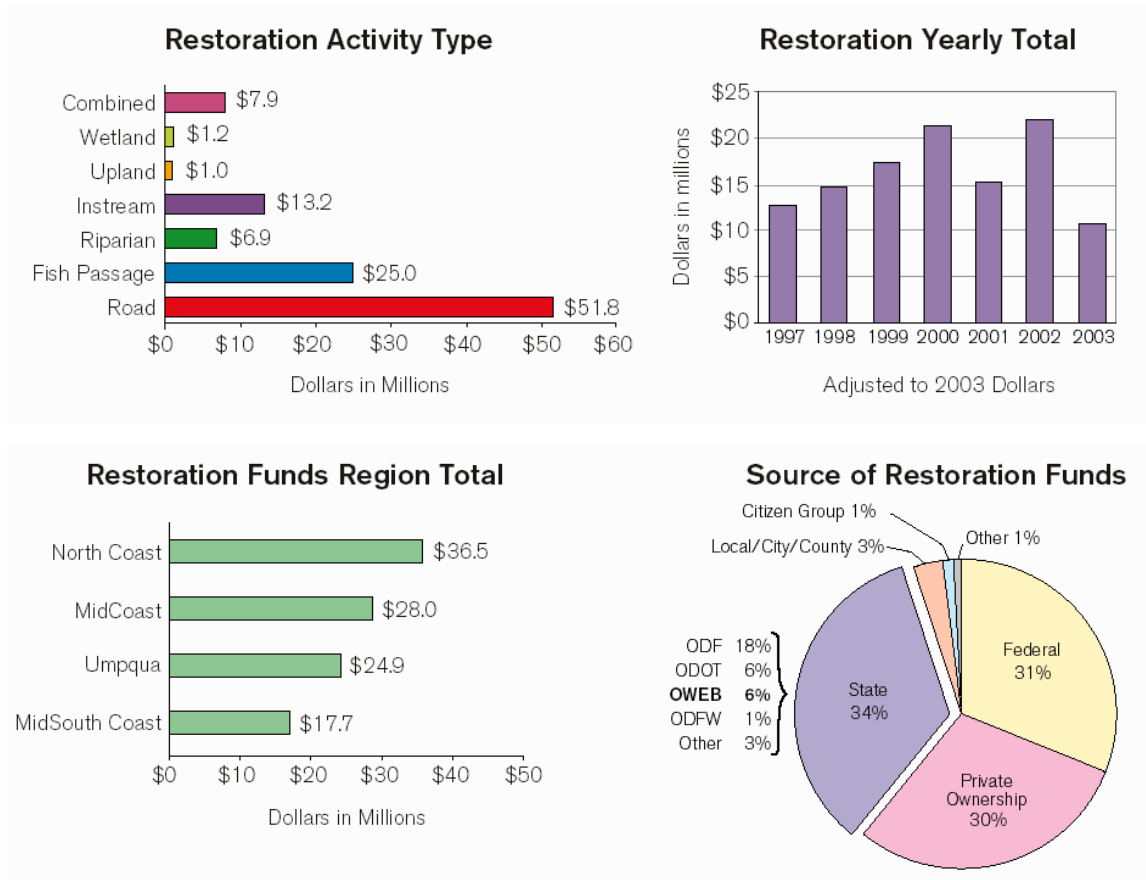 Restoration Activity Type
Combined $7.9
Wetland $1.2
Upland $1.0
Instream $13.2
Riparian $6.9
Fish Passage $25.0
Road $51.8
$0 $10 $20 $30 $40 $50 $60
Dollars in Millions
Restoration Yearly Total
Dollars in millions
$25
$20
$15
$10
$5
$0
1997 1998 1999 2000 2001 2002 2003
Adjusted to 2003 Dollars
Restoration Funds Region Total
North Coast $36.5
MidCoast $28.0
Umpqua $24.9
MidSouth Coast $17.7
$0 $10 $20 $30 $40 $50
Dollars in Millions
Source of Restoration Funds
Citizen Group 1%
Other 1%
Local/City/County 3%
Federal
31%
State
34%
ODF 18%
ODOT 6%
OWEB 6%
ODFW 1%
Other 3%
Private
Ownership
30%